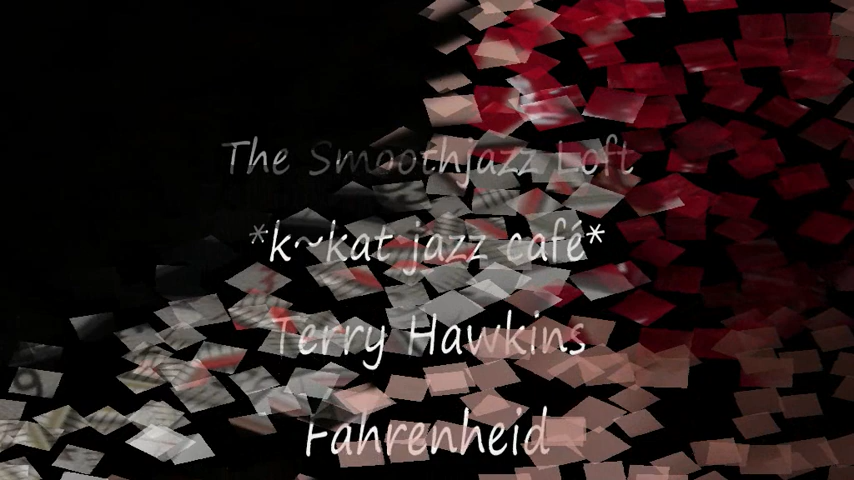 The Smoothjazz Loft
*k~kat jazz café*
Terry Hawkins
Fahrenheid